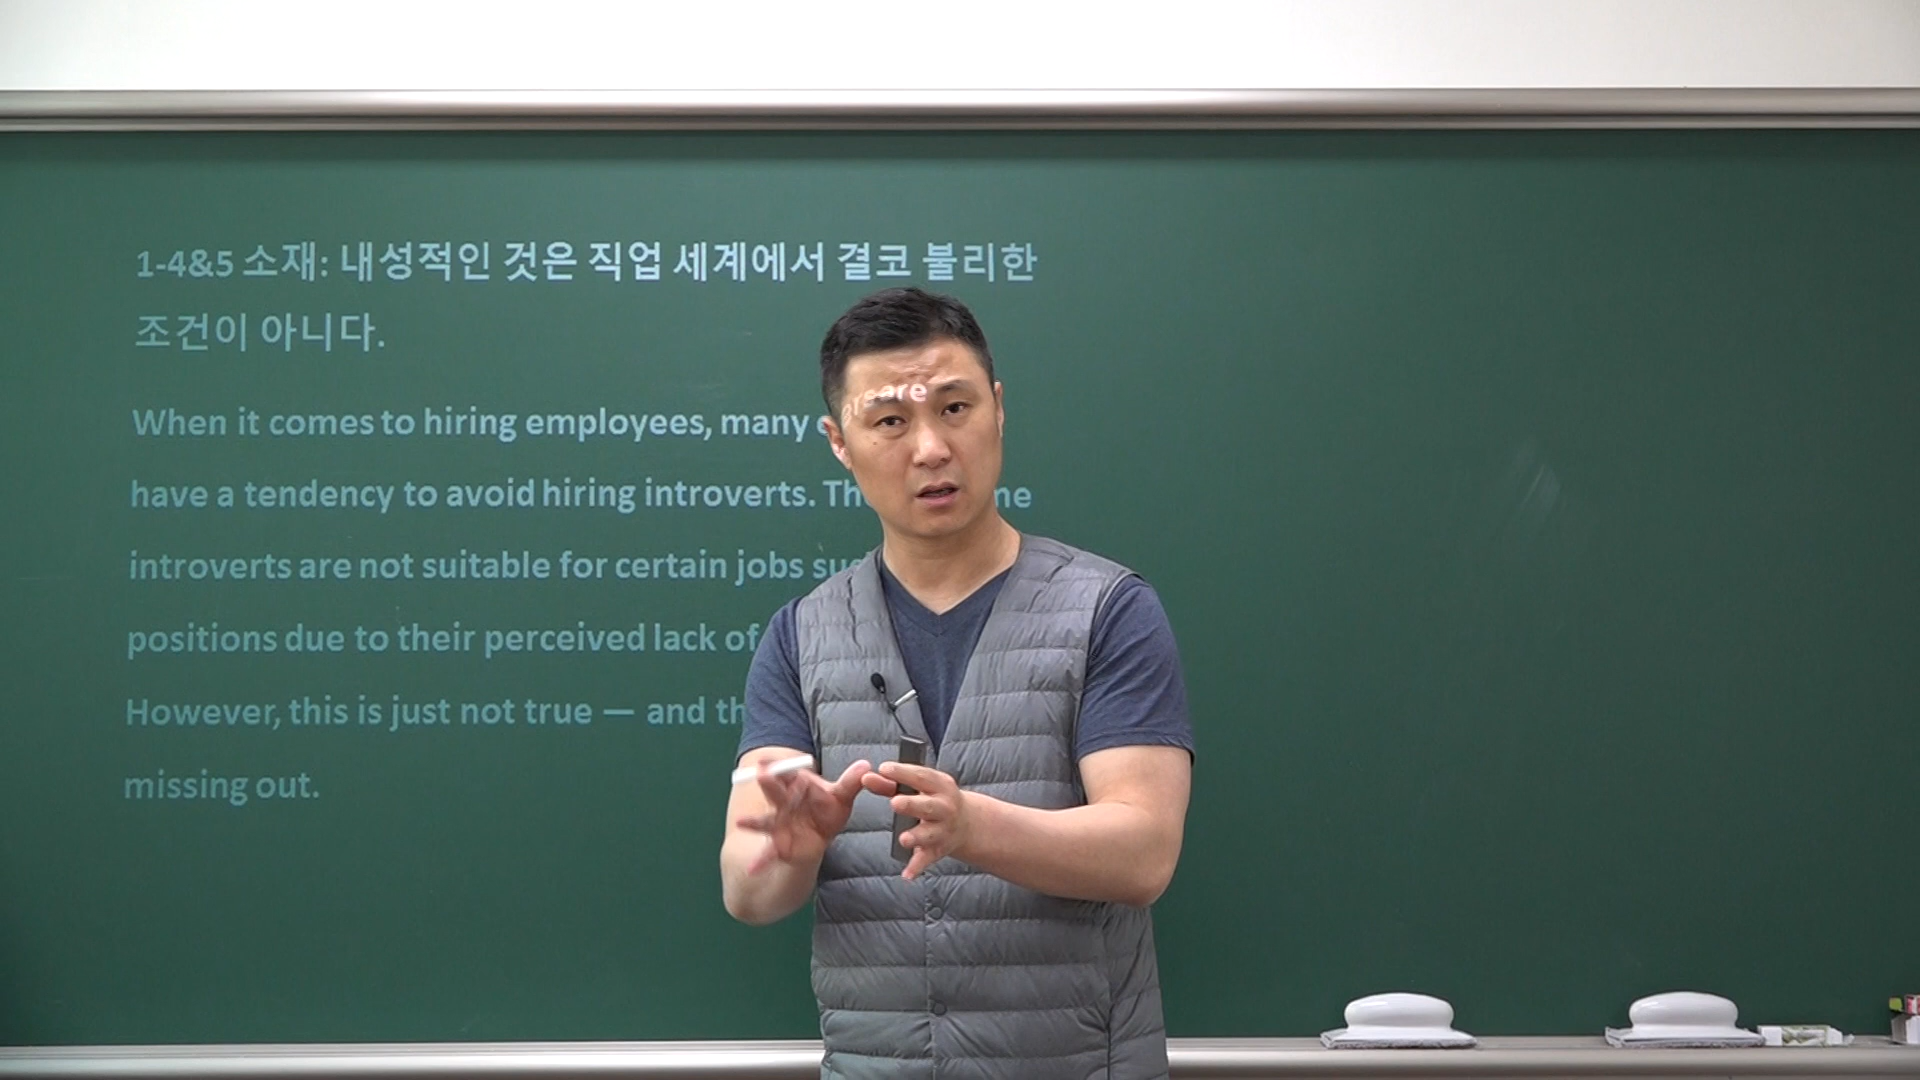 1-4&5 소재: 내성적인 것은 직업 세계에서 결코 불리한
조건이 아니다.
When it comes to hiring employees, many are
have a tendency to avoid hiring introverts.
introverts are not suitable for certain jobs
positions due to their perceived lack of
However, this is just not true — and
missing out.